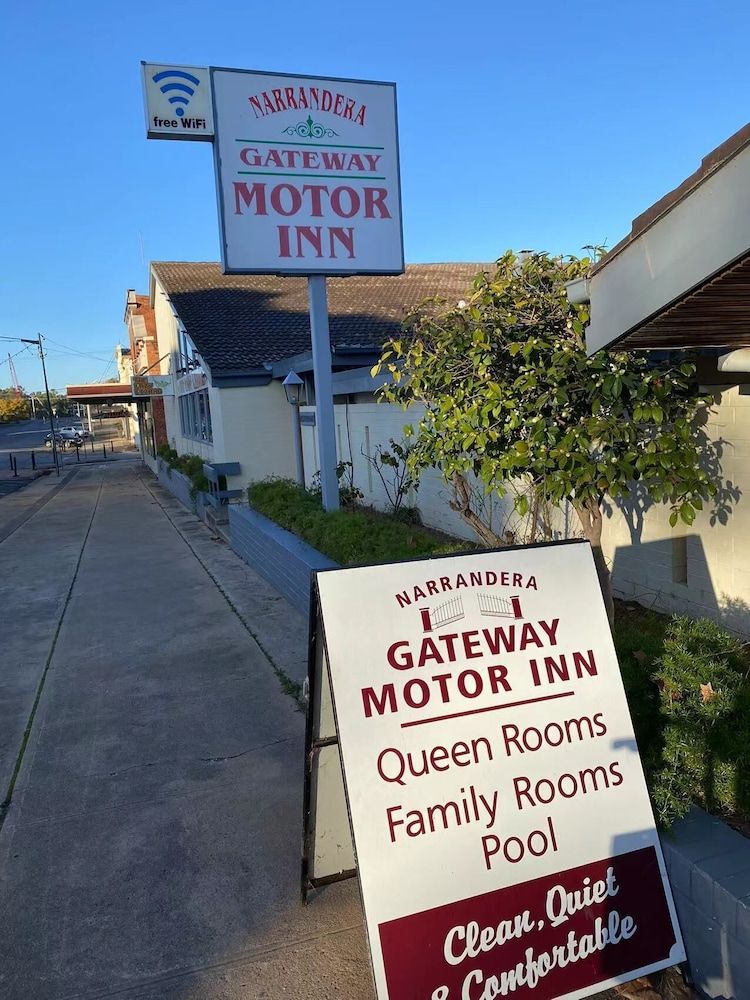 free WiFi
NARRANDERA
GATEWAY
MOTOR
INN
NARRANDERA
GATEWAY
MOTOR INN
Queen Rooms
Family Rooms
Pool
Clean, Quiet
& Comfortable